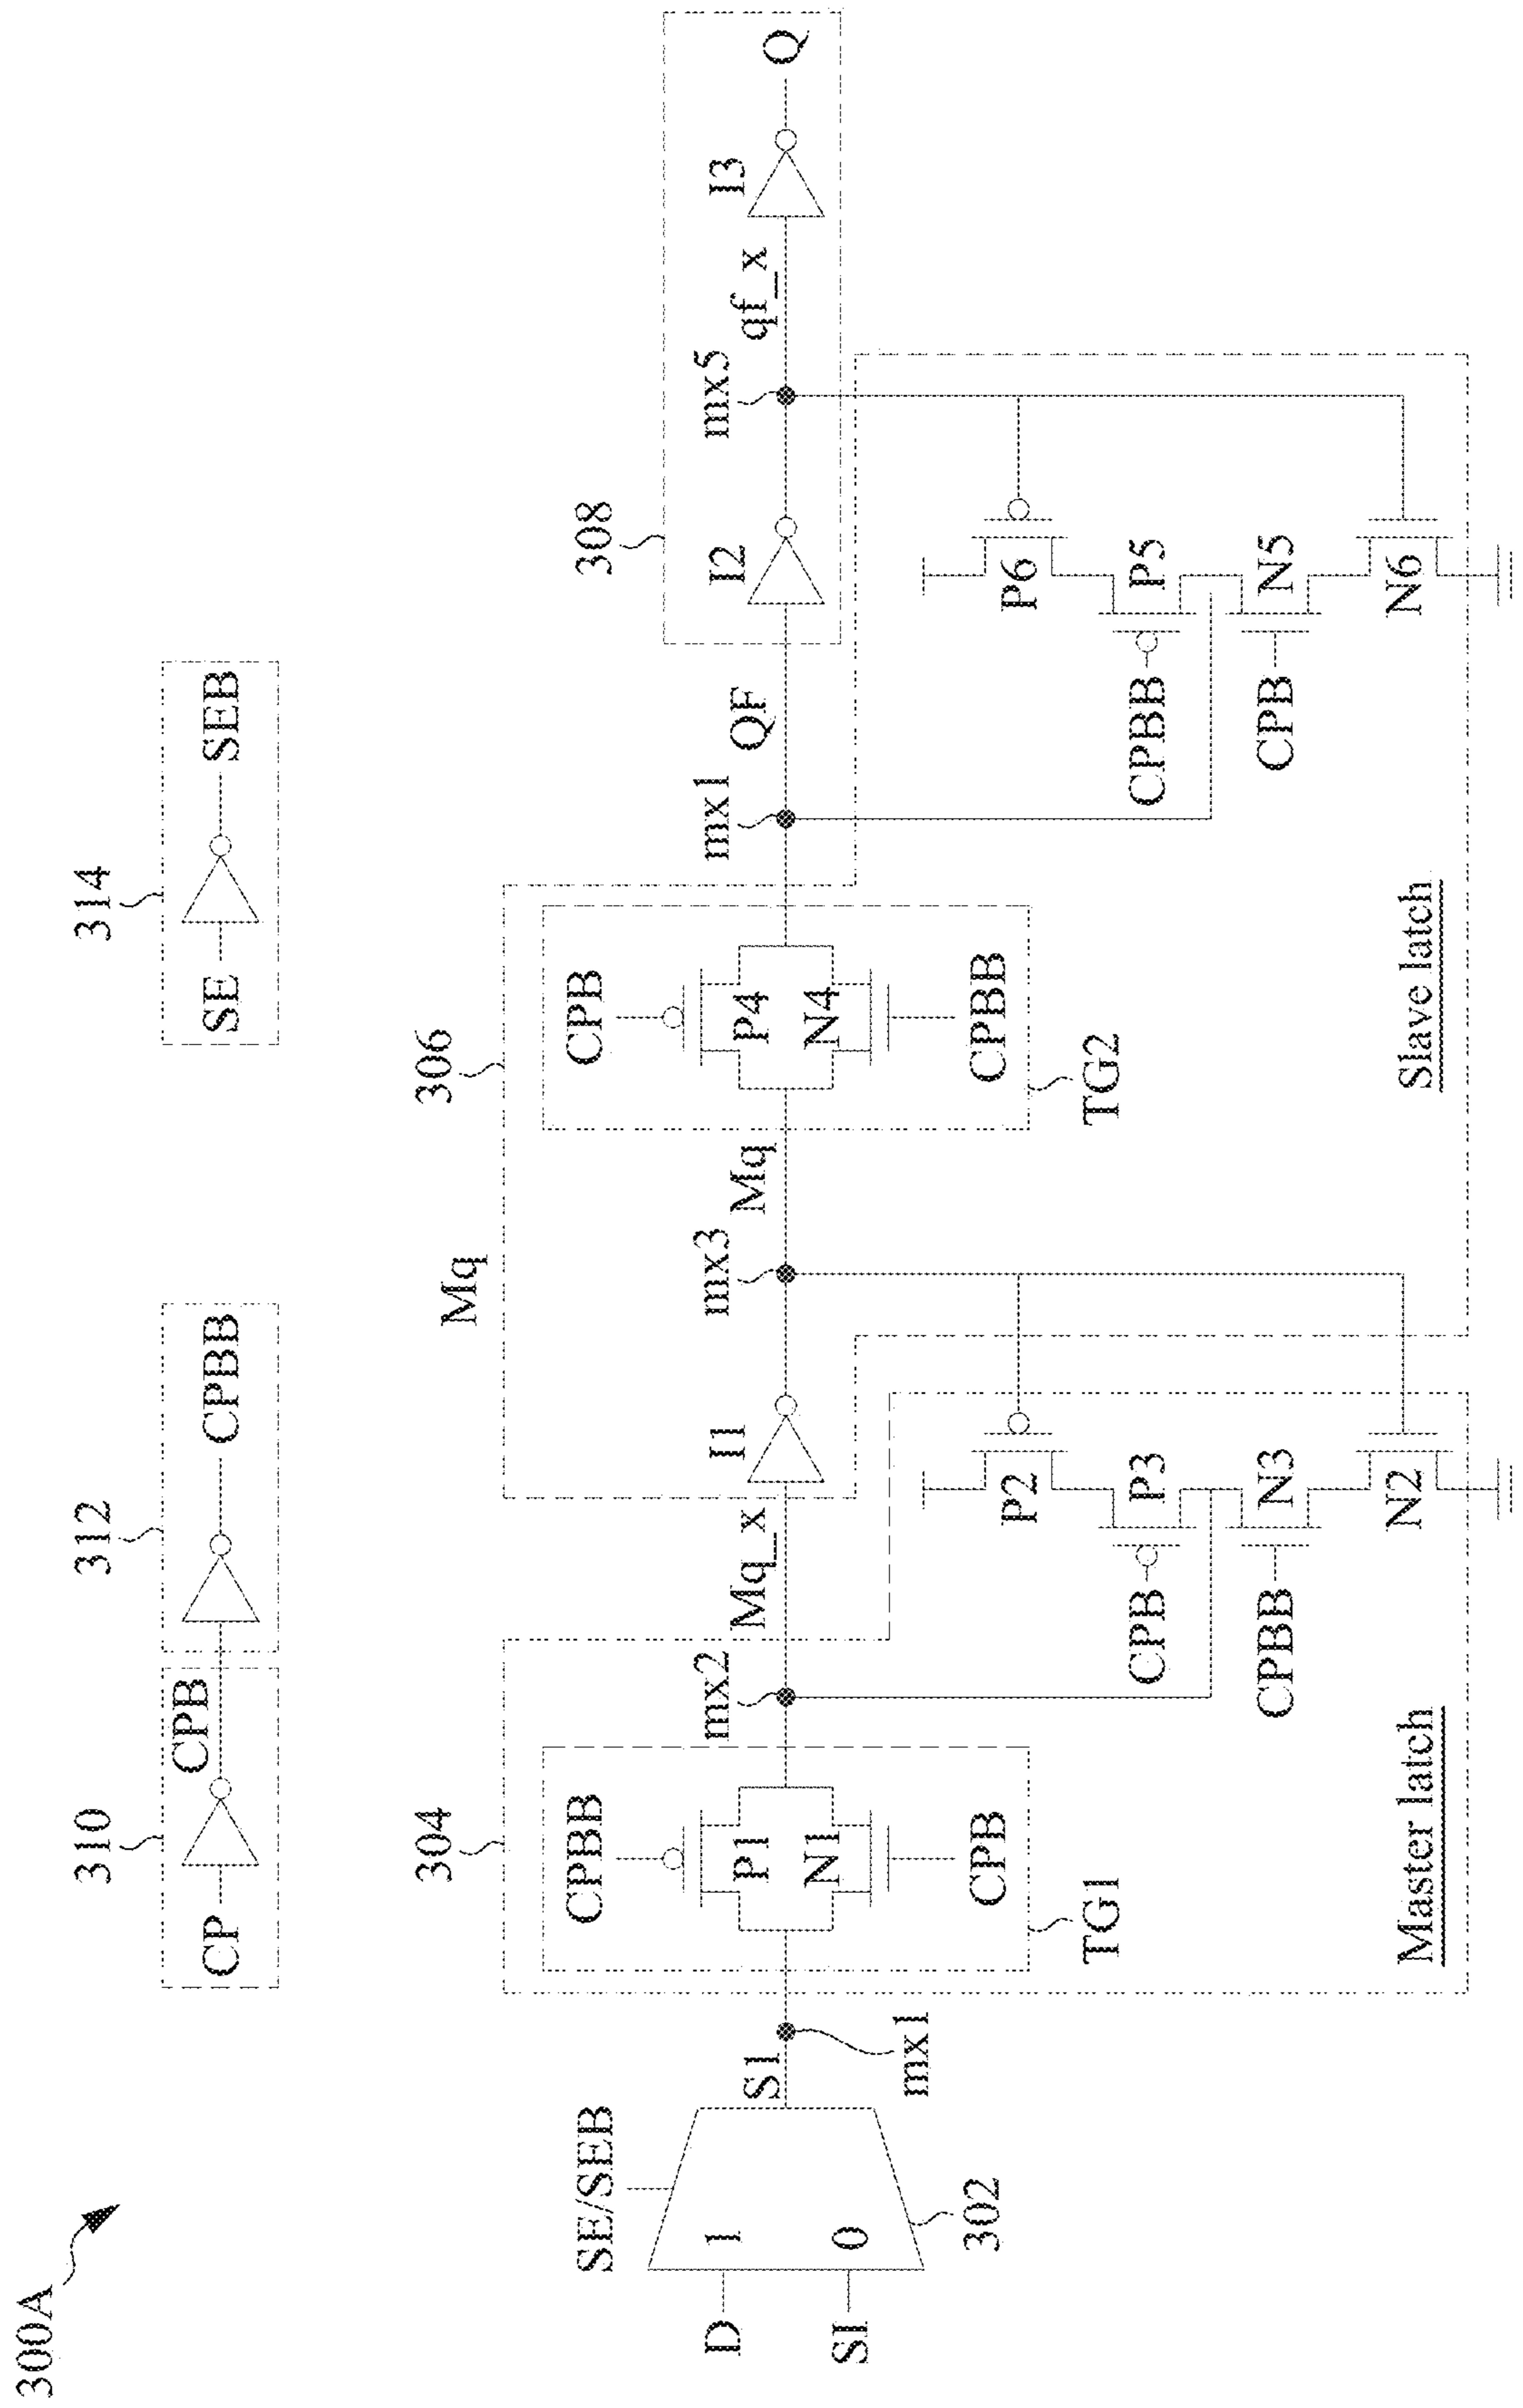 300A
310
CP
CPB
312
CPBB
314
SE
SEB
D
SI
1
0
SE/SEB
302
S1
mx1
304
CPBB
P1
N1
CPB
TG1
mx2
Mq_x
CPB
CPBB
P2
P3
N3
N2
Master latch
306
Mq
I1
mx3
Mq
CPB
P4
N4
CPBB
TG2
mx1
QF
CPBB
CPB
P6
P5
N5
N6
Slave latch
308
I2
mx5
qf_x
I3
Q